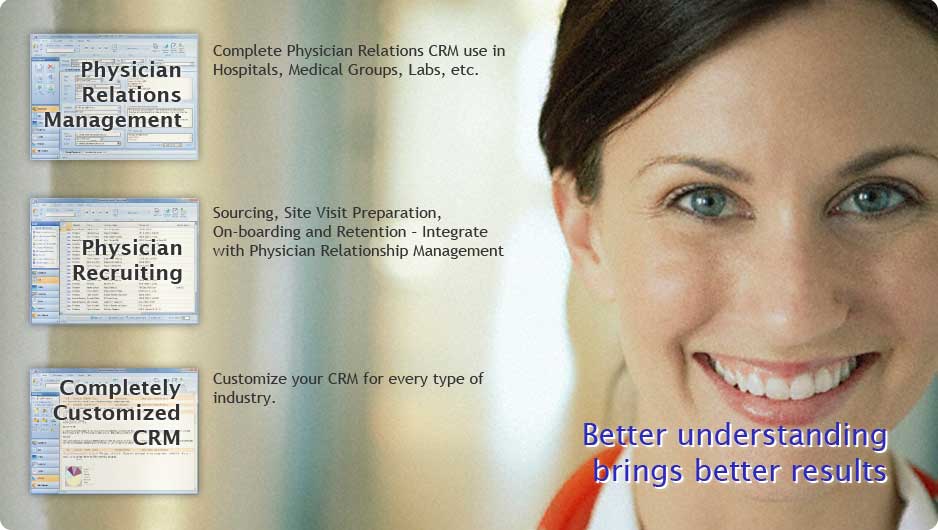 Physician
Relations
Management
Complete Physician Relations CRM use in
Hospitals, Medical Groups, Labs, etc.
Physician
Recruiting
Sourcing, Site Visit Preparation,
On-boarding and Retention - Integrate
with Physician Relationship Management
Completely
Customized
CRM
Customize your CRM for every type of
industry.
Better understanding
brings better results